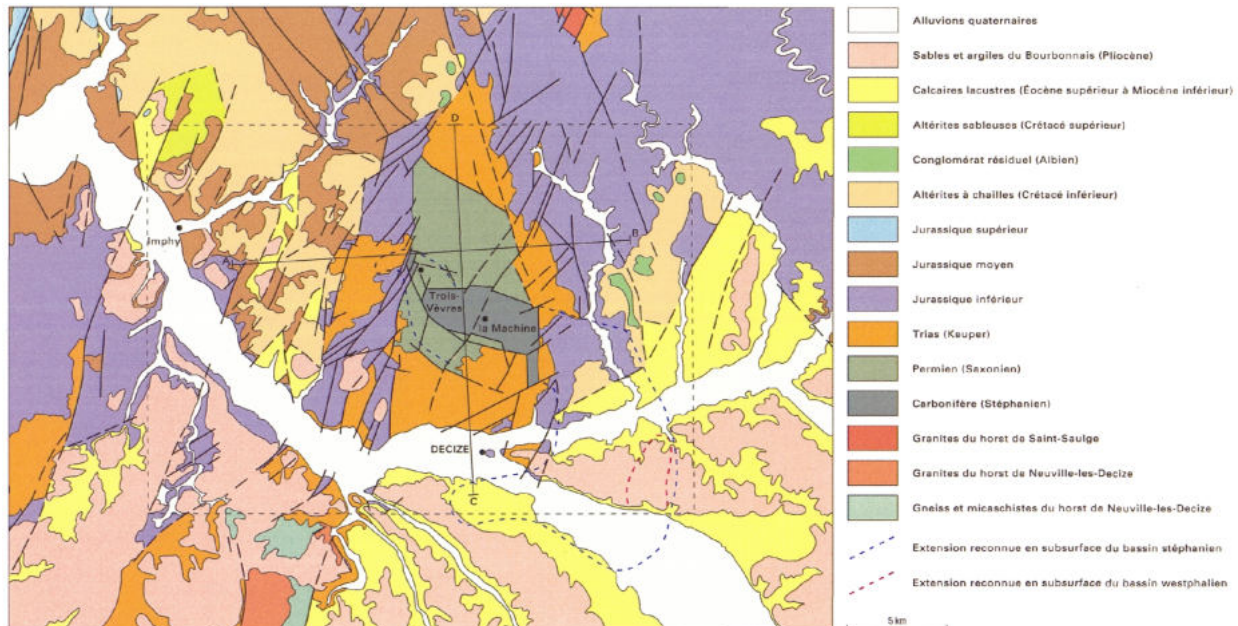 D
Imphy
A
B
Trois-
Vèvres
la Machine
DECIZE
C
Alluvions quaternaires
Sables et argiles du Bourbonnais (Pliocène)
Calcaires lacustres (Éocène supérieur à Miocène inférieur)
Altérites sableuses (Crétacé supérieur)
Conglomérat résiduel (Albien)
Altérites à chailles (Crétacé inférieur)
Jurassique supérieur
Jurassique moyen
Jurassique inférieur
Trias (Keuper)
Permien (Saxonien)
Carbonifère (Stéphanien)
Granites du horst de Saint-Saulge
Granites du horst de Neuville-les-Decize
Gneiss et micaschistes du horst de Neuville-les-Decize
Extension reconnue en subsurface du bassin stéphanien
Extension reconnue en subsurface du bassin westphalien
5 km